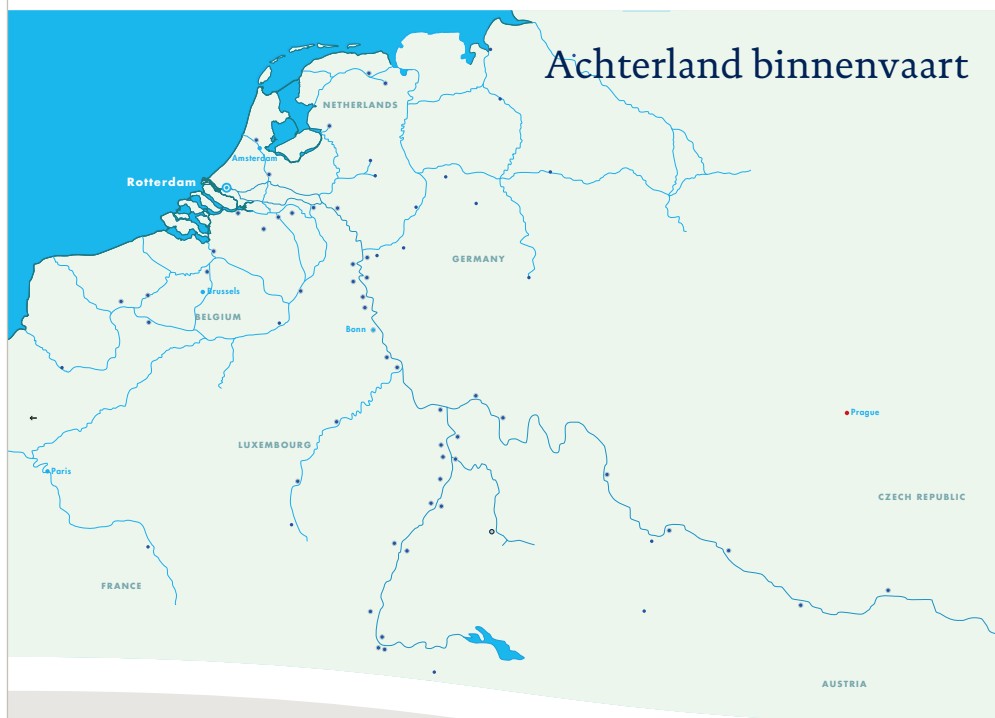 Achterland binnenvaart
NETHERLANDS
Amsterdam
Rotterdam
GERMANY
Brussels
BELGIUM
Bonn
Prague
LUXEMBOURG
Paris
CZECH REPUBLIC
FRANCE
AUSTRIA